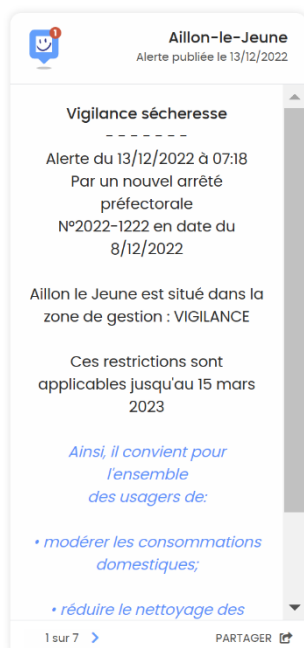 1
Aillon-le-Jeune
Alerte publiée le 13/12/2022
Vigilance sécheresse
- - - - - - -
Alerte du 13/12/2022 à 07:18
Par un nouvel arrêté
préfectorale
N°2022-1222 en date du
8/12/2022
Aillon le Jeune est situé dans la
zone de gestion : VIGILANCE
Ces restrictions sont
applicables jusqu'au 15 mars
2023
Ainsi, il convient pour
l'ensemble
des usagers de:
• modérer les consommations
domestiques;
• réduire le nettoyage des
1 sur 7 > PARTAGER